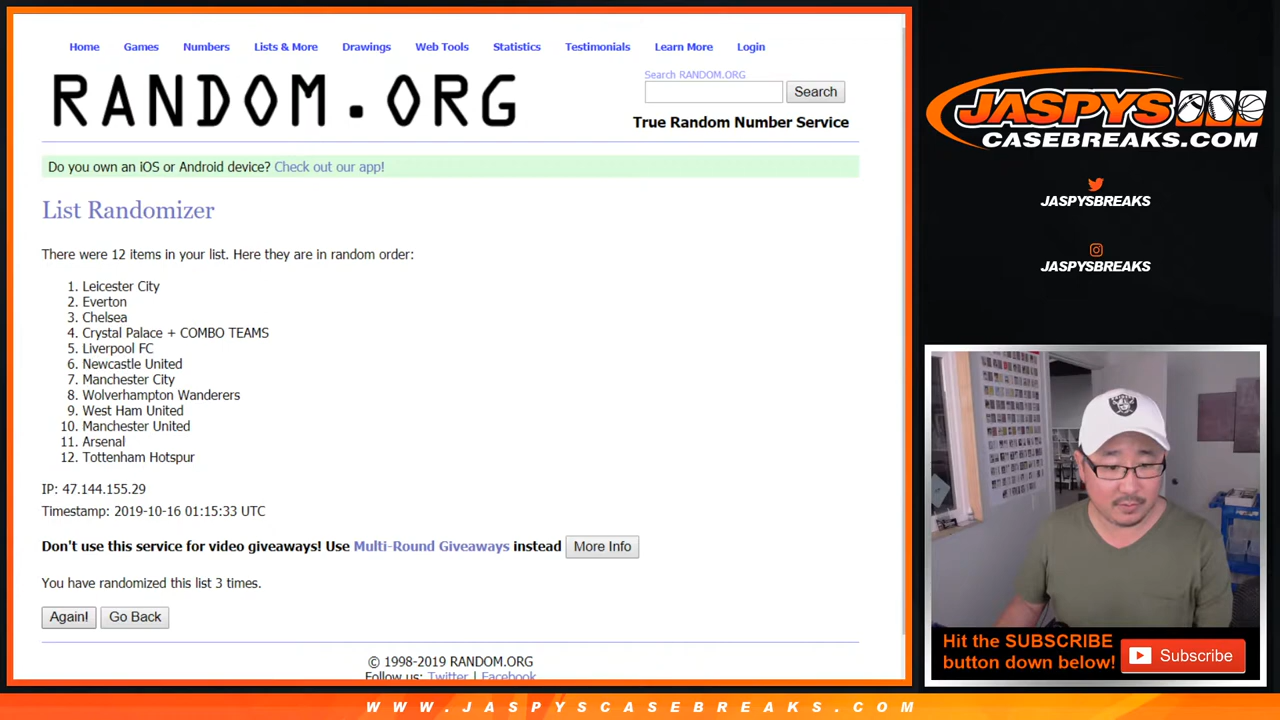 Home Games Numbers Lists & More Drawings Web Tools Statistics Testimonials Learn More Login
RANDOM.ORG
Search RANDOM.ORG
Search
True Random Number Service
Do you own an iOS or Android device? Check out our app!
List Randomizer
There were 12 items in your list. Here they are in random order:
1. Leicester City
2. Everton
3. Chelsea
4. Crystal Palace + COMBO TEAMS
5. Liverpool FC
6. Newcastle United
7. Manchester City
8. Wolverhampton Wanderers
9. West Ham United
10. Manchester United
11. Arsenal
12. Tottenham Hotspur
IP: 47.144.155.29
Timestamp: 2019-10-16 01:15:33 UTC
Don't use this service for video giveaways! Use Multi-Round Giveaways instead More Info
You have randomized this list 3 times.
Again! Go Back
© 1998-2019 RANDOM.ORG
Follow us: Twitter | Facebook
JASPYS
CASEBREAKS.COM
JASPYSBREAKS
JASPYSBREAKS
Hit the SUBSCRIBE
button down below!
Subscribe
WWW.JASPYSCASEBREAKS.COM